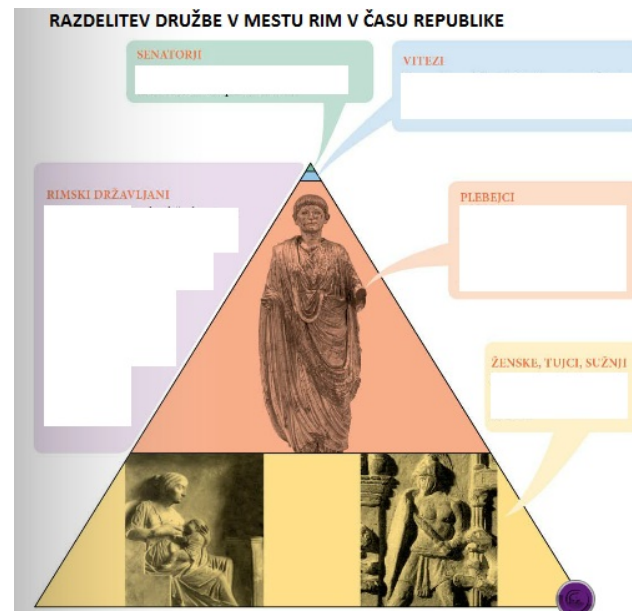 RAZDELITEV DRUŽBE V MESTU RIM V ČASU REPUBLIKE
SENATORJI
VITEZI
RIMSKI DRŽAVLJANI
PLEBEJCI
ŽENSKE, TUJCI, SUŽNJI